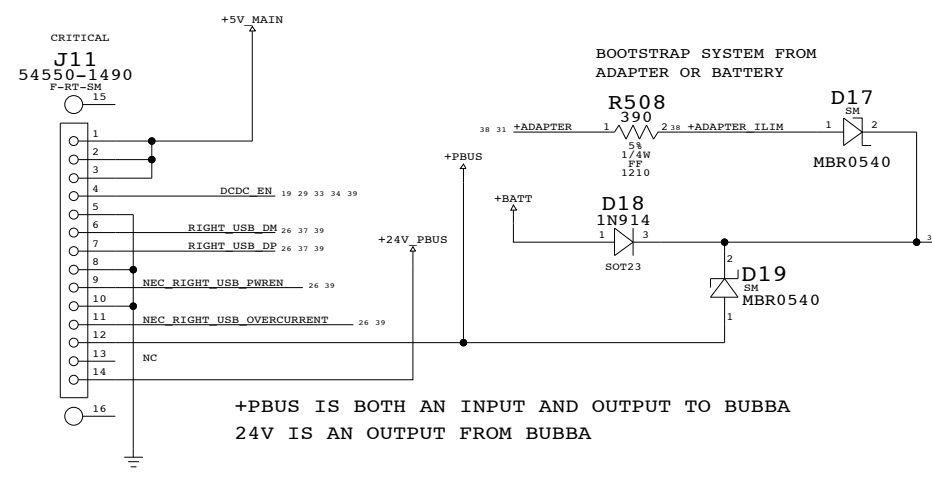 +5V_MAIN
CRITICAL
J11
54550-1490
F-RT-SM
15
1
2
3
4 DCDC_EN 19 29 33 34 39
5
6 RIGHT_USB_DM 26 37 39
7 RIGHT_USB_DP 26 37 39
8
9 NEC_RIGHT_USB_PWREN 26 39
10
11 NEC_RIGHT_USB_OVERCURRENT 26 39
12
13 NC
14
16
+24V_PBUS
+PBUS
BOOTSTRAP SYSTEM FROM
ADAPTER OR BATTERY
R508
390
38 31 +ADAPTER 1 2 38 +ADAPTER_ILIM
5%
1/4W
FF
1210
D17
SM
1 2
MBR0540
+BATT
D18
1N914
1 3
SOT23
3
2
D19
SM
MBR0540
1
+PBUS IS BOTH AN INPUT AND OUTPUT TO BUBBA
24V IS AN OUTPUT FROM BUBBA